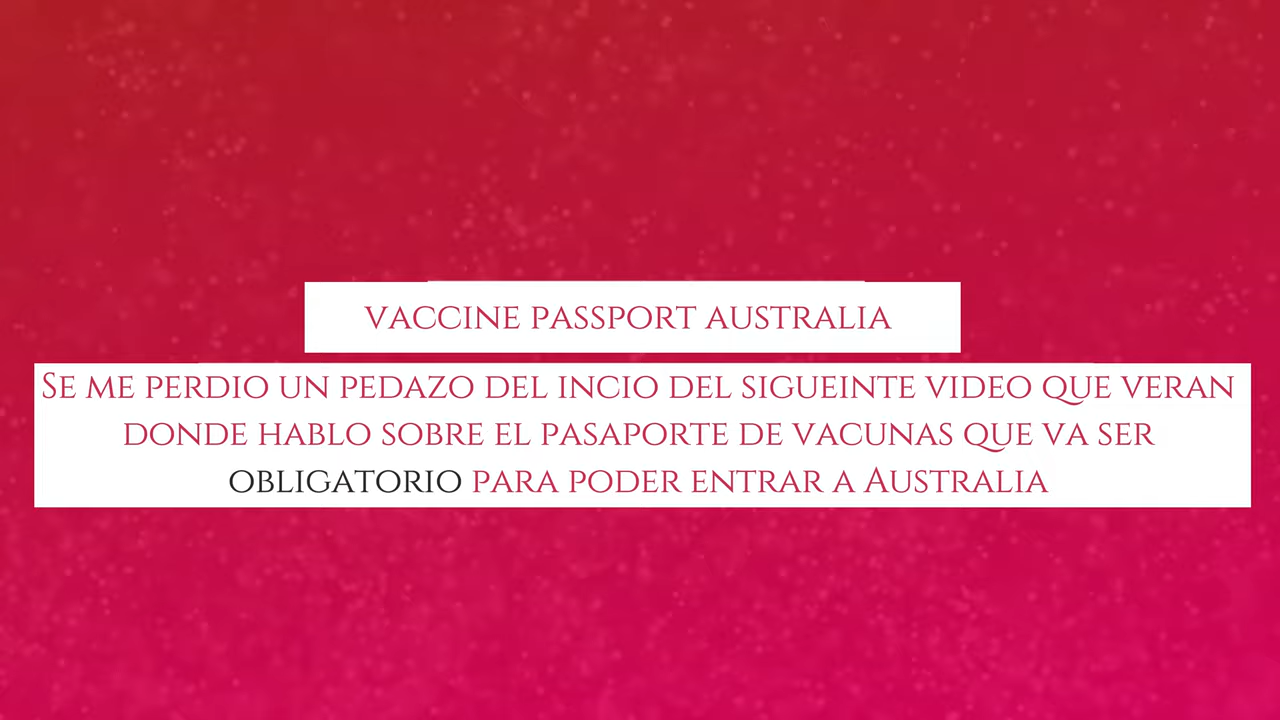 VACCINE PASSPORT AUSTRALIA
SE ME PERDIO UN PEDAZO DEL INCIO DEL SIGUEINTE VIDEO QUE VERAN
DONDE HABLO SOBRE EL PASAPORTE DE VACUNAS QUE VA SER
OBLIGATORIO PARA PODER ENTRAR A AUSTRALIA